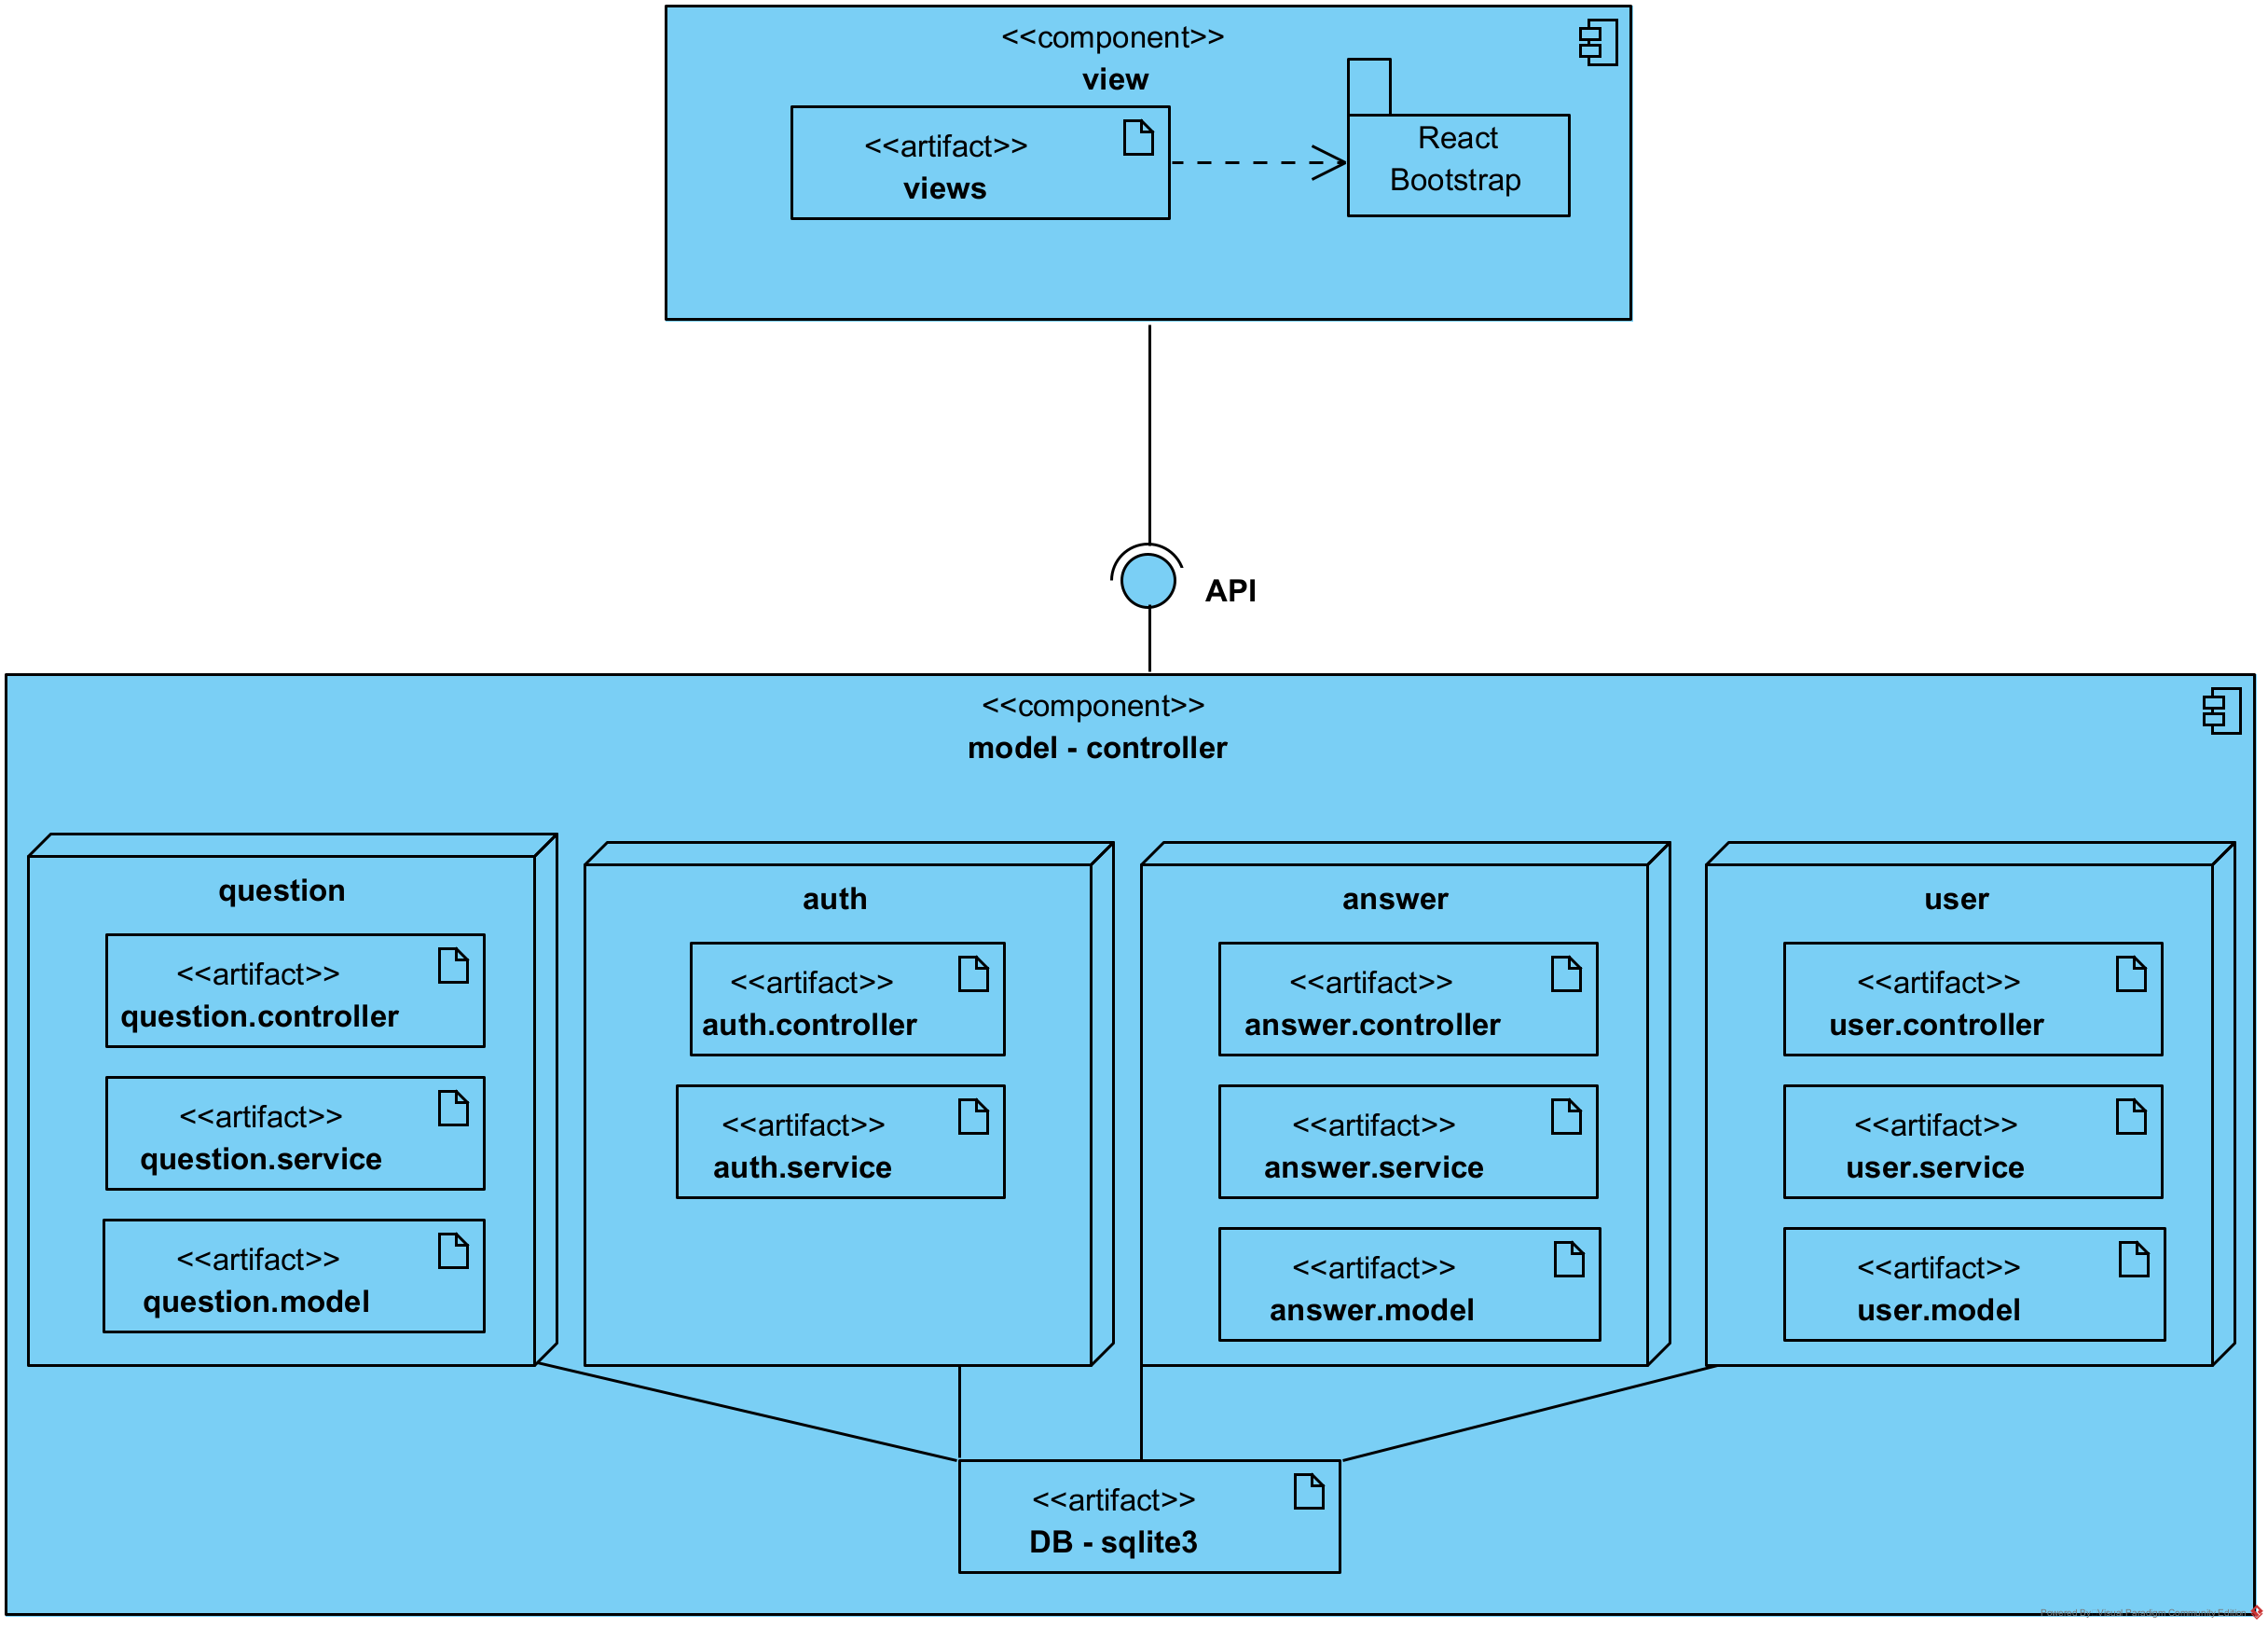 <<component>>
view
<<artifact>>
views
React
Bootstrap
API
<<component>>
model - controller
question
<<artifact>>
question.controller
<<artifact>>
question.service
<<artifact>>
question.model
auth
<<artifact>>
auth.controller
<<artifact>>
auth.service
answer
<<artifact>>
answer.controller
<<artifact>>
answer.service
<<artifact>>
answer.model
user
<<artifact>>
user.controller
<<artifact>>
user.service
<<artifact>>
user.model
<<artifact>>
DB - sqlite3
Powered By Visual Paradigm Community Edition